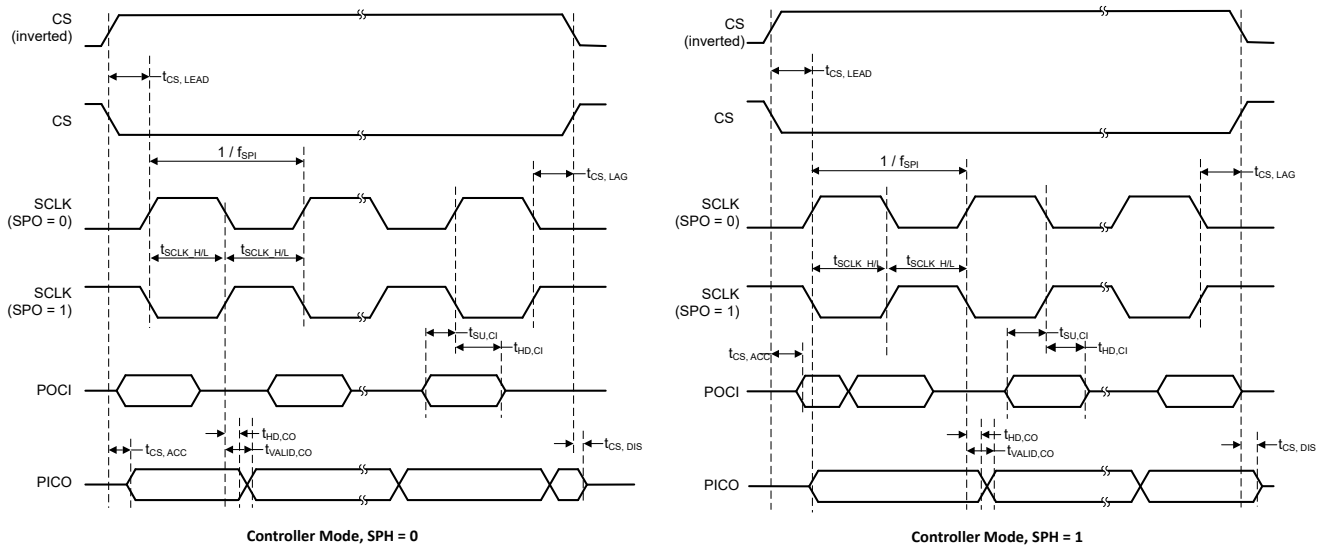 CS
(inverted)
tCS, LEAD
CS
1 / fSPI
tCS, LAG
SCLK
(SPO = 0)
tSCLK_H/L
tSCLK_H/L
SCLK
(SPO = 1)
tSU,CI
tHD,CI
POCI
tHD,CO
tVALID,CO
tCS, ACC
tCS, DIS
PICO
Controller Mode, SPH = 0
CS
(inverted)
tCS, LEAD
CS
1 / fSPI
tCS, LAG
SCLK
(SPO = 0)
tSCLK_H/L
tSCLK_H/L
SCLK
(SPO = 1)
tSU,CI
tHD,CI
tCS, ACC
POCI
tHD,CO
tVALID,CO
tCS, DIS
PICO
Controller Mode, SPH = 1